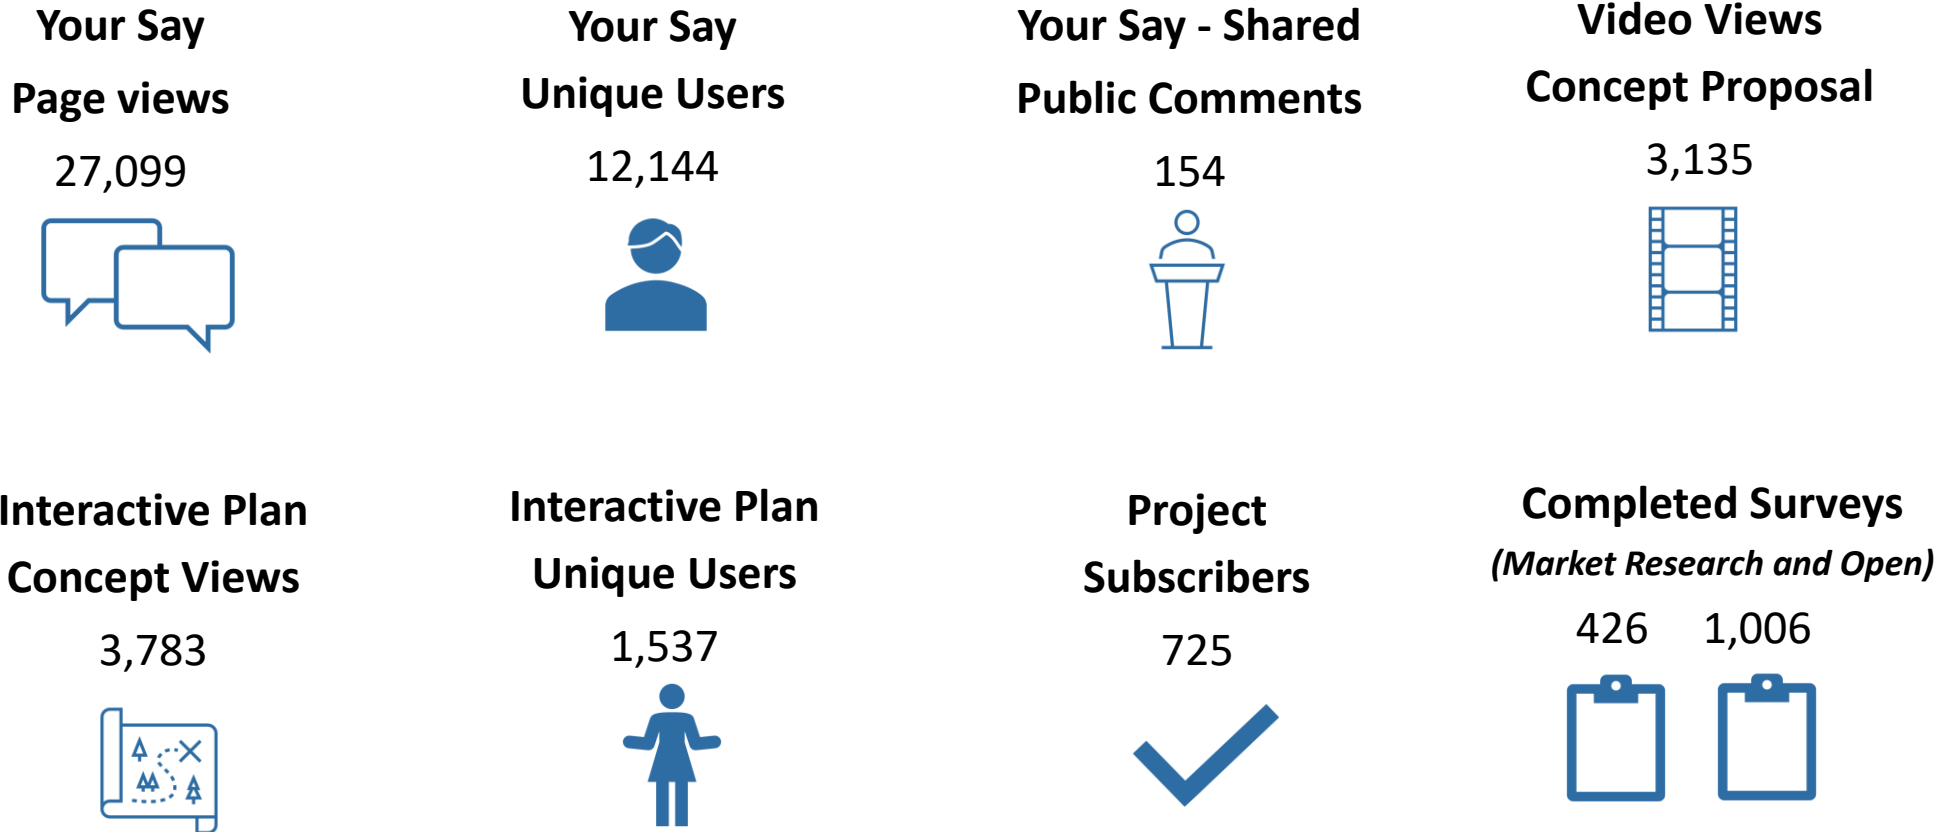 Your Say
Page views
27,099
Your Say
Unique Users
12,144
Your Say - Shared
Public Comments
154
Video Views
Concept Proposal
3,135
Interactive Plan
Concept Views
3,783
Interactive Plan
Unique Users
1,537
Project
Subscribers
725
Completed Surveys
(Market Research and Open)
426 1,006